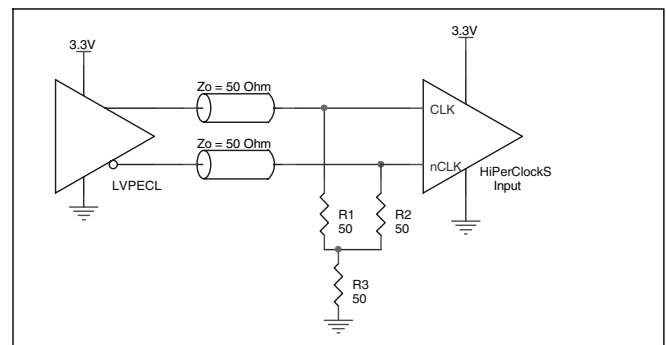 3.3V
3.3V
Zo = 50 Ohm
CLK
Zo = 50 Ohm
nCLK
HiPerClockS
Input
LVPECL
R1
50
R2
50
R3
50